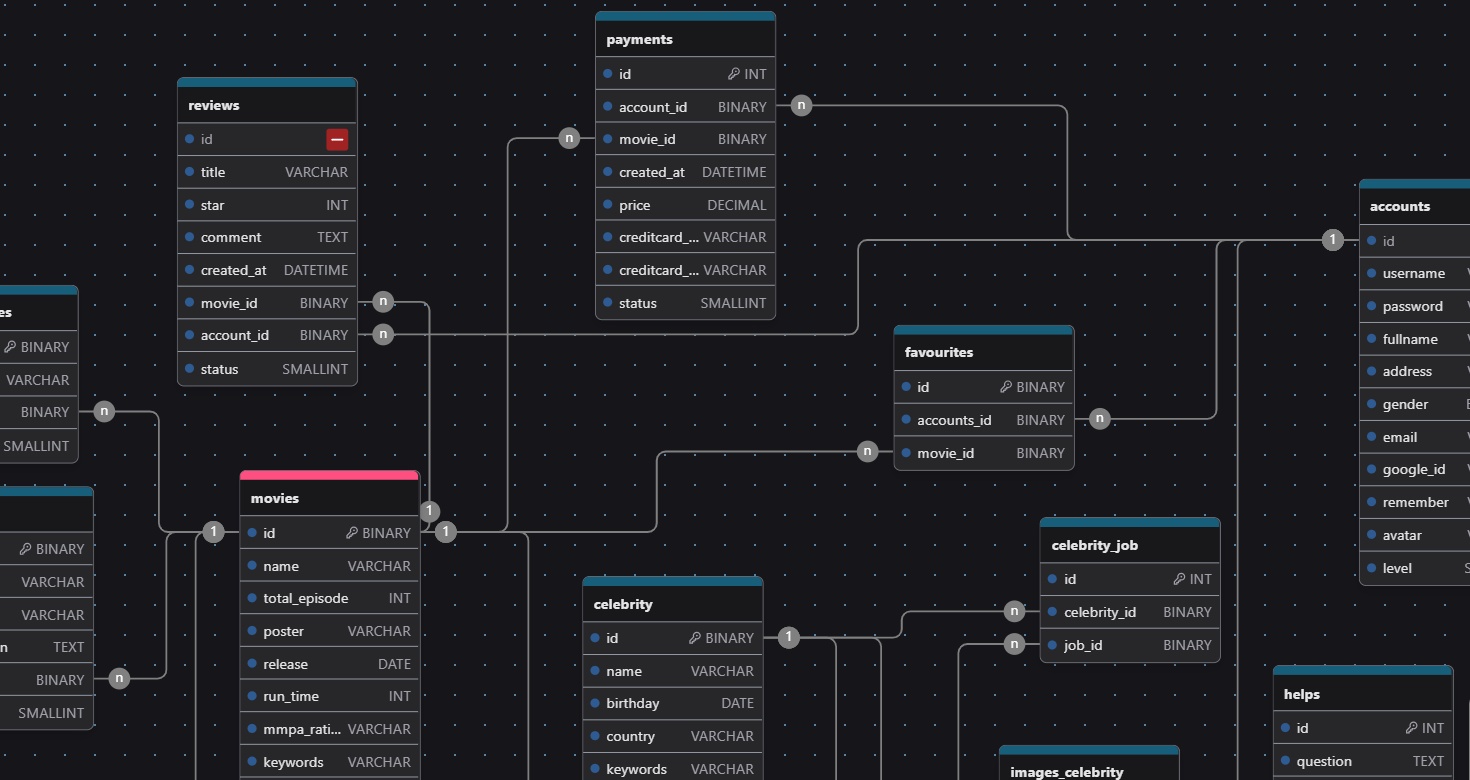 payments
id INT
account_id BINARY
movie_id BINARY
created_at DATETIME
price DECIMAL
creditcard_... VARCHAR
creditcard_... VARCHAR
status SMALLINT
n
n
reviews
id
title VARCHAR
star INT
comment TEXT
created_at DATETIME
movie_id BINARY
account_id BINARY
status SMALLINT
n
n
accounts
1
id
username
password
fullname
address
gender
email
google_id
remember
avatar
level
es
BINARY
VARCHAR
BINARY
SMALLINT
n
favourites
id BINARY
accounts_id BINARY
movie_id BINARY
n
n
BINARY
VARCHAR
VARCHAR
n TEXT
BINARY
SMALLINT
n
movies
1
1
1
id BINARY
name VARCHAR
total_episode INT
poster VARCHAR
release DATE
run_time INT
mmpa_rati... VARCHAR
keywords VARCHAR
celebrity
id BINARY
name VARCHAR
birthday DATE
country VARCHAR
keywords VARCHAR
1
celebrity_job
id INT
celebrity_id BINARY
job_id BINARY
n
n
images_celebrity
helps
id INT
question TEXT